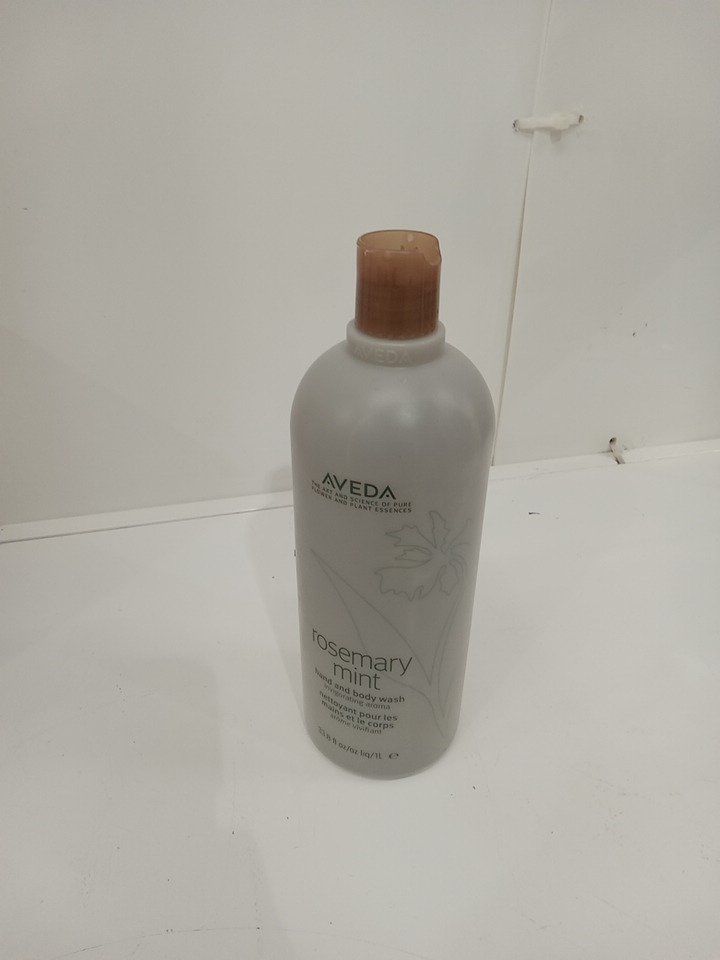 AVEDA
AVEDA
THE ART AND SCIENCE OF PURE
FLOWER AND PLANT ESSENCES
rosemary
mint
hand and body wash
invigorating aroma
nettoyant pour les
mains et le corps
arôme vivifiant
33.8 fl oz/oz liq/1L ℮